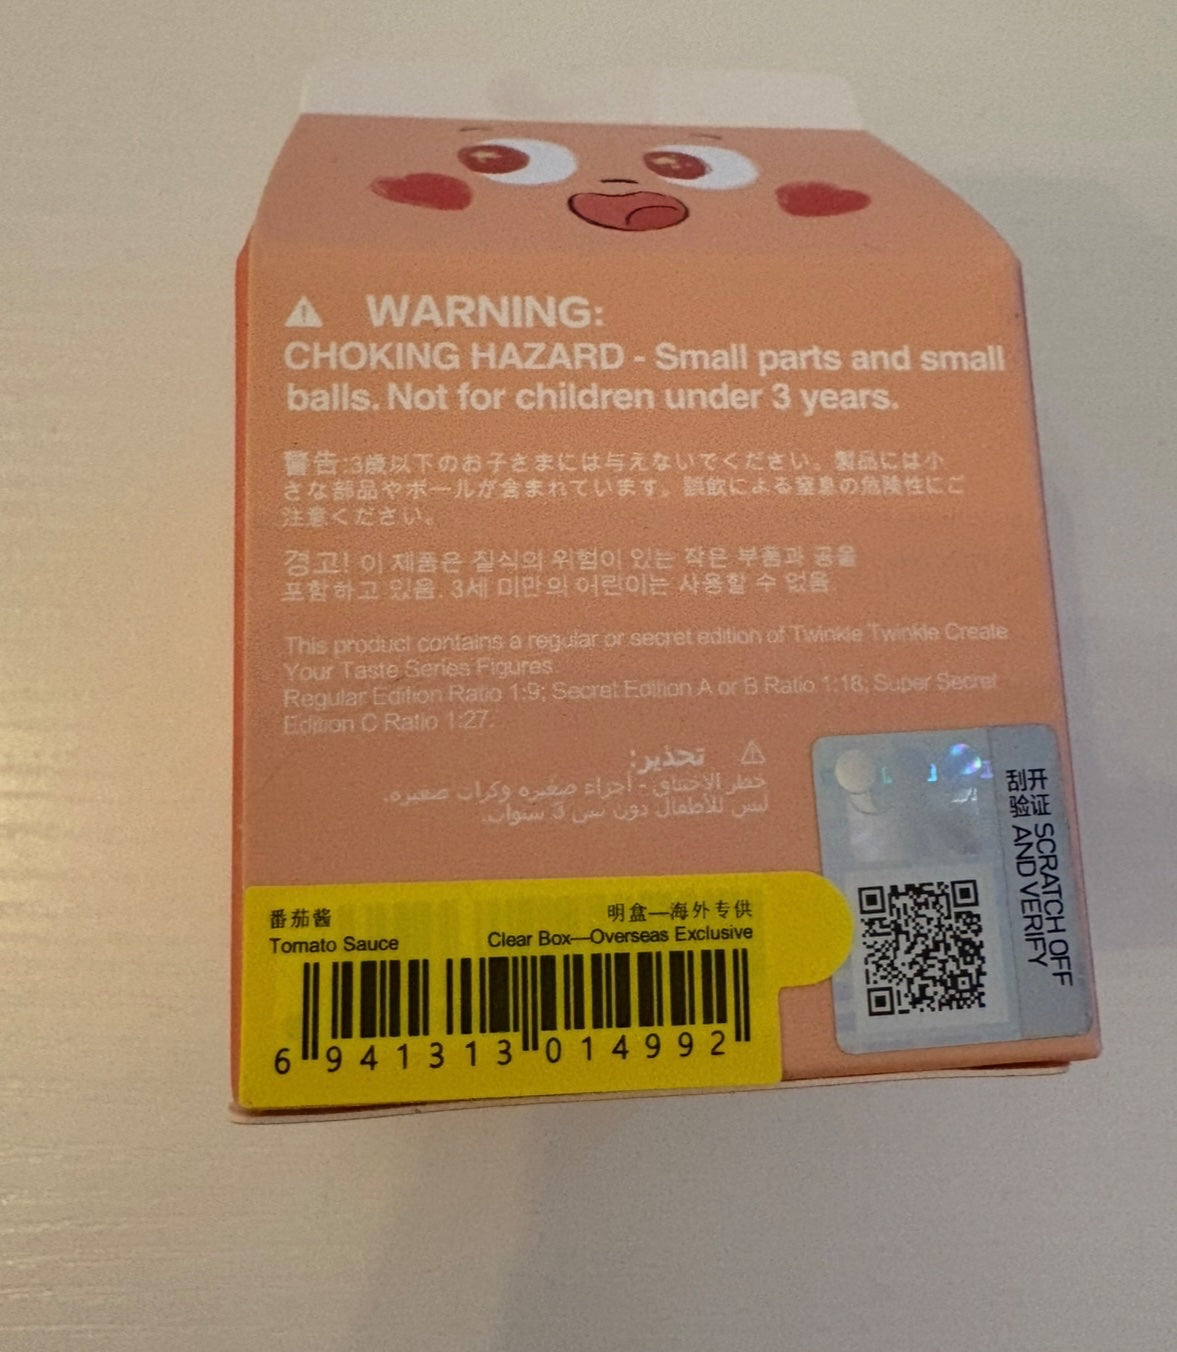 WARNING:
CHOKING HAZARD - Small parts and small
balls. Not for children under 3 years.
警告:3歳以下のお子さまには与えないでください。製品には小
さな部品やボールが含まれています。誤飲による窒息の危険性にご
注意ください。
경고! 이 제품은 질식의 위험이 있는 작은 부품과 공을
포함하고 있음. 3세 미만의 어린이는 사용할 수 없음
This product contains a regular or secret edition of Twinkle Twinkle Create
Your Taste Series Figures.
Regular Edition Ratio 1:9; Secret Edition A or B Ratio 1:18; Super Secret
Edition C Ratio 1:27.
تحذير:
خطر الاختناق - أجزاء صغيرة وكرات صغيرة.
ليس للأطفال دون سن 3 سنوات.
刮开
验证 SCRATCH OFF
AND VERIFY
番茄酱
Tomato Sauce
明盒—海外专供
Clear Box—Overseas Exclusive
6 941313 014992